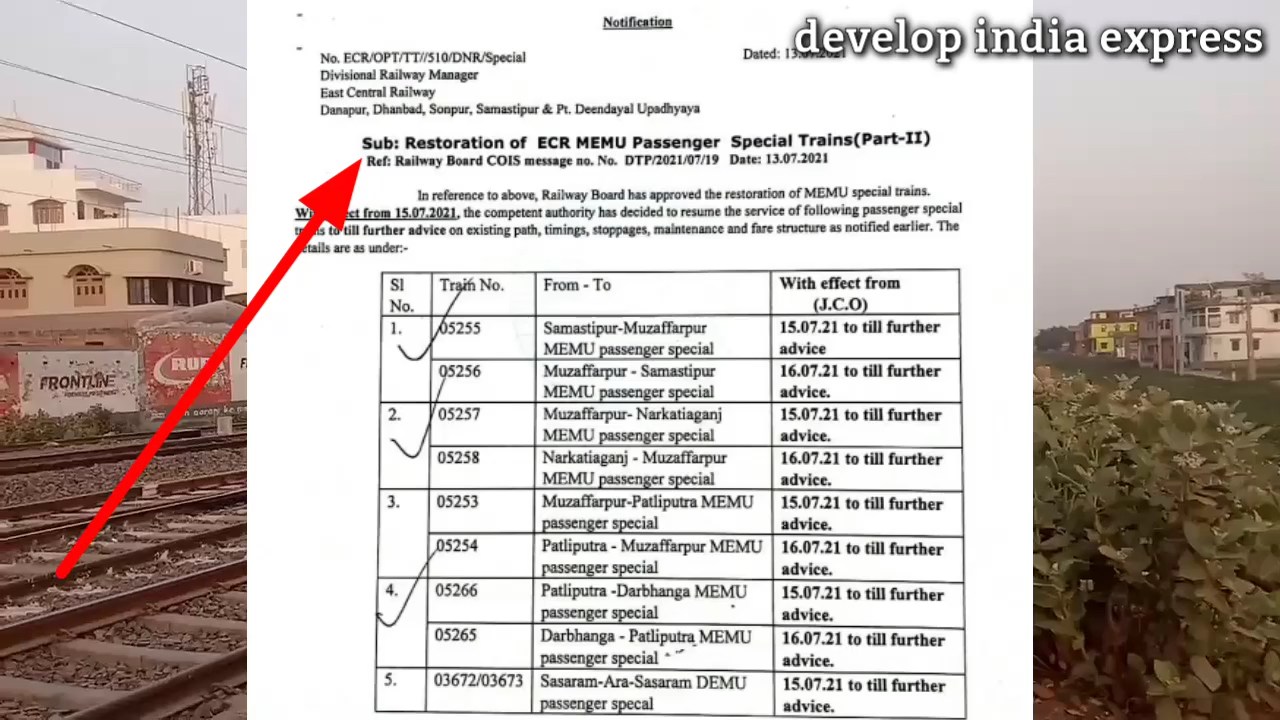 develop india express
Notification
No. ECR/OPT/TT//510/DNR/Special
Dated: 13.07.2021
Divisional Railway Manager
East Central Railway
Danapur, Dhanbad, Sonpur, Samastipur & Pt. Deendayal Upadhyaya
Sub: Restoration of ECR MEMU Passenger Special Trains(Part-II)
Ref: Railway Board COIS message no. No. DTP/2021/07/19 Date: 13.07.2021
In reference to above, Railway Board has approved the restoration of MEMU special trains.
effect from 15.07.2021, the competent authority has decided to resume the service of following passenger special
to till further advice on existing path, timings, stoppages, maintenance and fare structure as notified earlier. The
details are as under:-
Sl No. Train No. From - To With effect from (J.C.O)
1. 05255 Samastipur-Muzaffarpur MEMU passenger special 15.07.21 to till further advice
05256 Muzaffarpur - Samastipur MEMU passenger special 16.07.21 to till further advice.
2. 05257 Muzaffarpur- Narkatiaganj MEMU passenger special 15.07.21 to till further advice.
05258 Narkatiaganj - Muzaffarpur MEMU passenger special 16.07.21 to till further advice.
3. 05253 Muzaffarpur-Patliputra MEMU passenger special 15.07.21 to till further advice.
05254 Patliputra - Muzaffarpur MEMU passenger special 16.07.21 to till further advice.
4. 05266 Patliputra -Darbhanga MEMU passenger special 15.07.21 to till further advice.
05265 Darbhanga - Patliputra MEMU passenger special 16.07.21 to till further advice.
5. 03672/03673 Sasaram-Ara-Sasaram DEMU passenger specal 15.07.21 to till further advice.
FRONTLINE